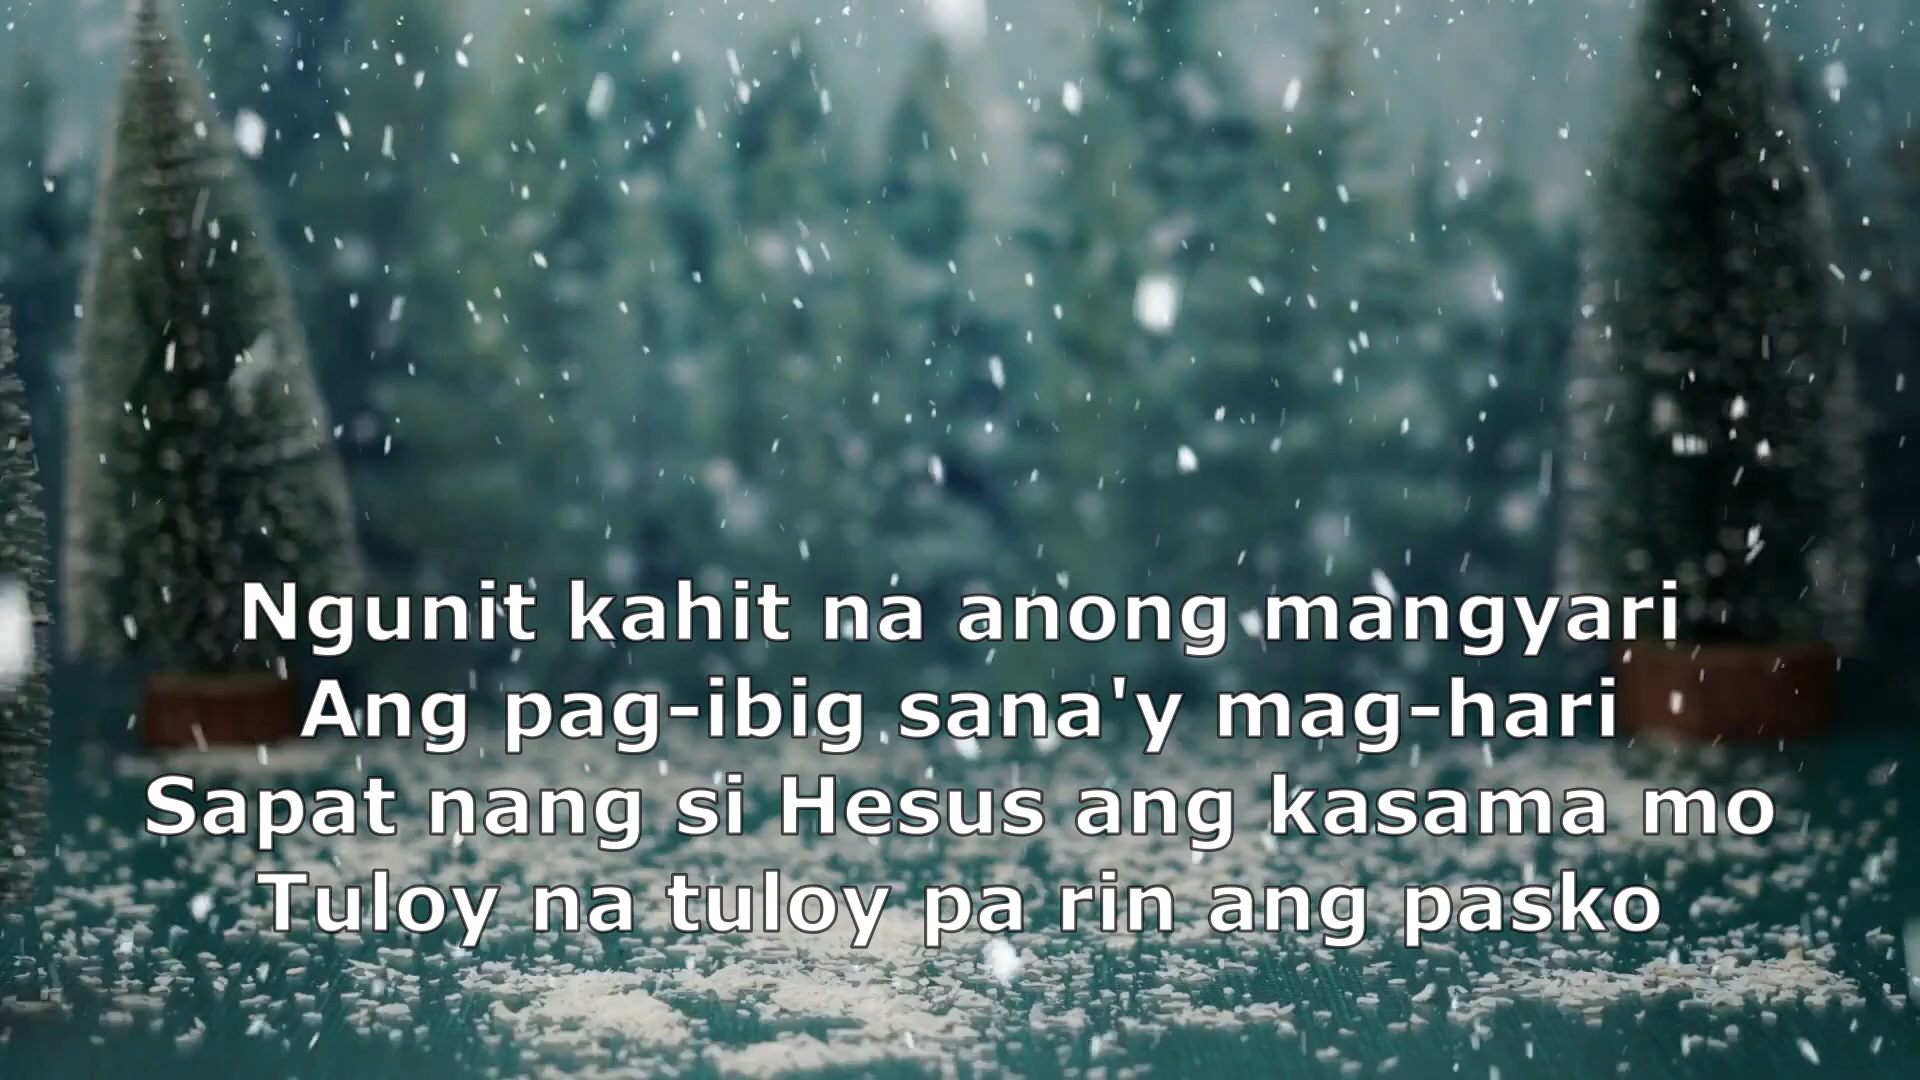 Ngunit kahit na anong mangyari
Ang pag-ibig sana'y mag-hari
Sapat nang si Hesus ang kasama mo
Tuloy na tuloy pa rin ang pasko